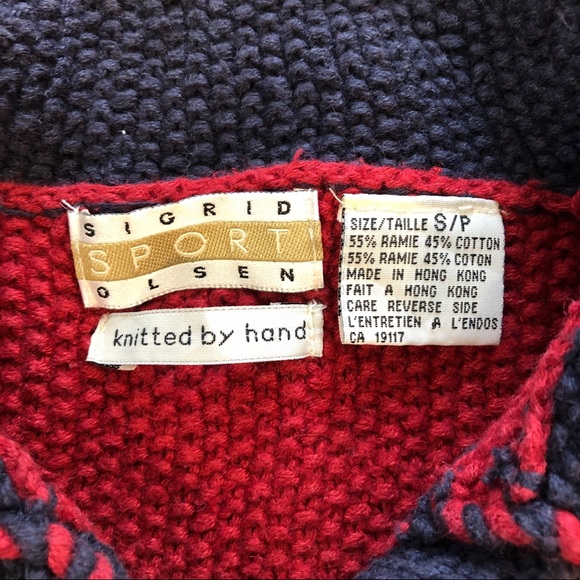 SIGRID
SPORT
OLSEN
knitted by hand
SIZE/TAILLE S/P
55% RAMIE 45% COTTON
55% RAMIE 45% COTON
MADE IN HONG KONG
FAIT A HONG KONG
CARE REVERSE SIDE
L'ENTRETIEN A L'ENDOS
CA 19117